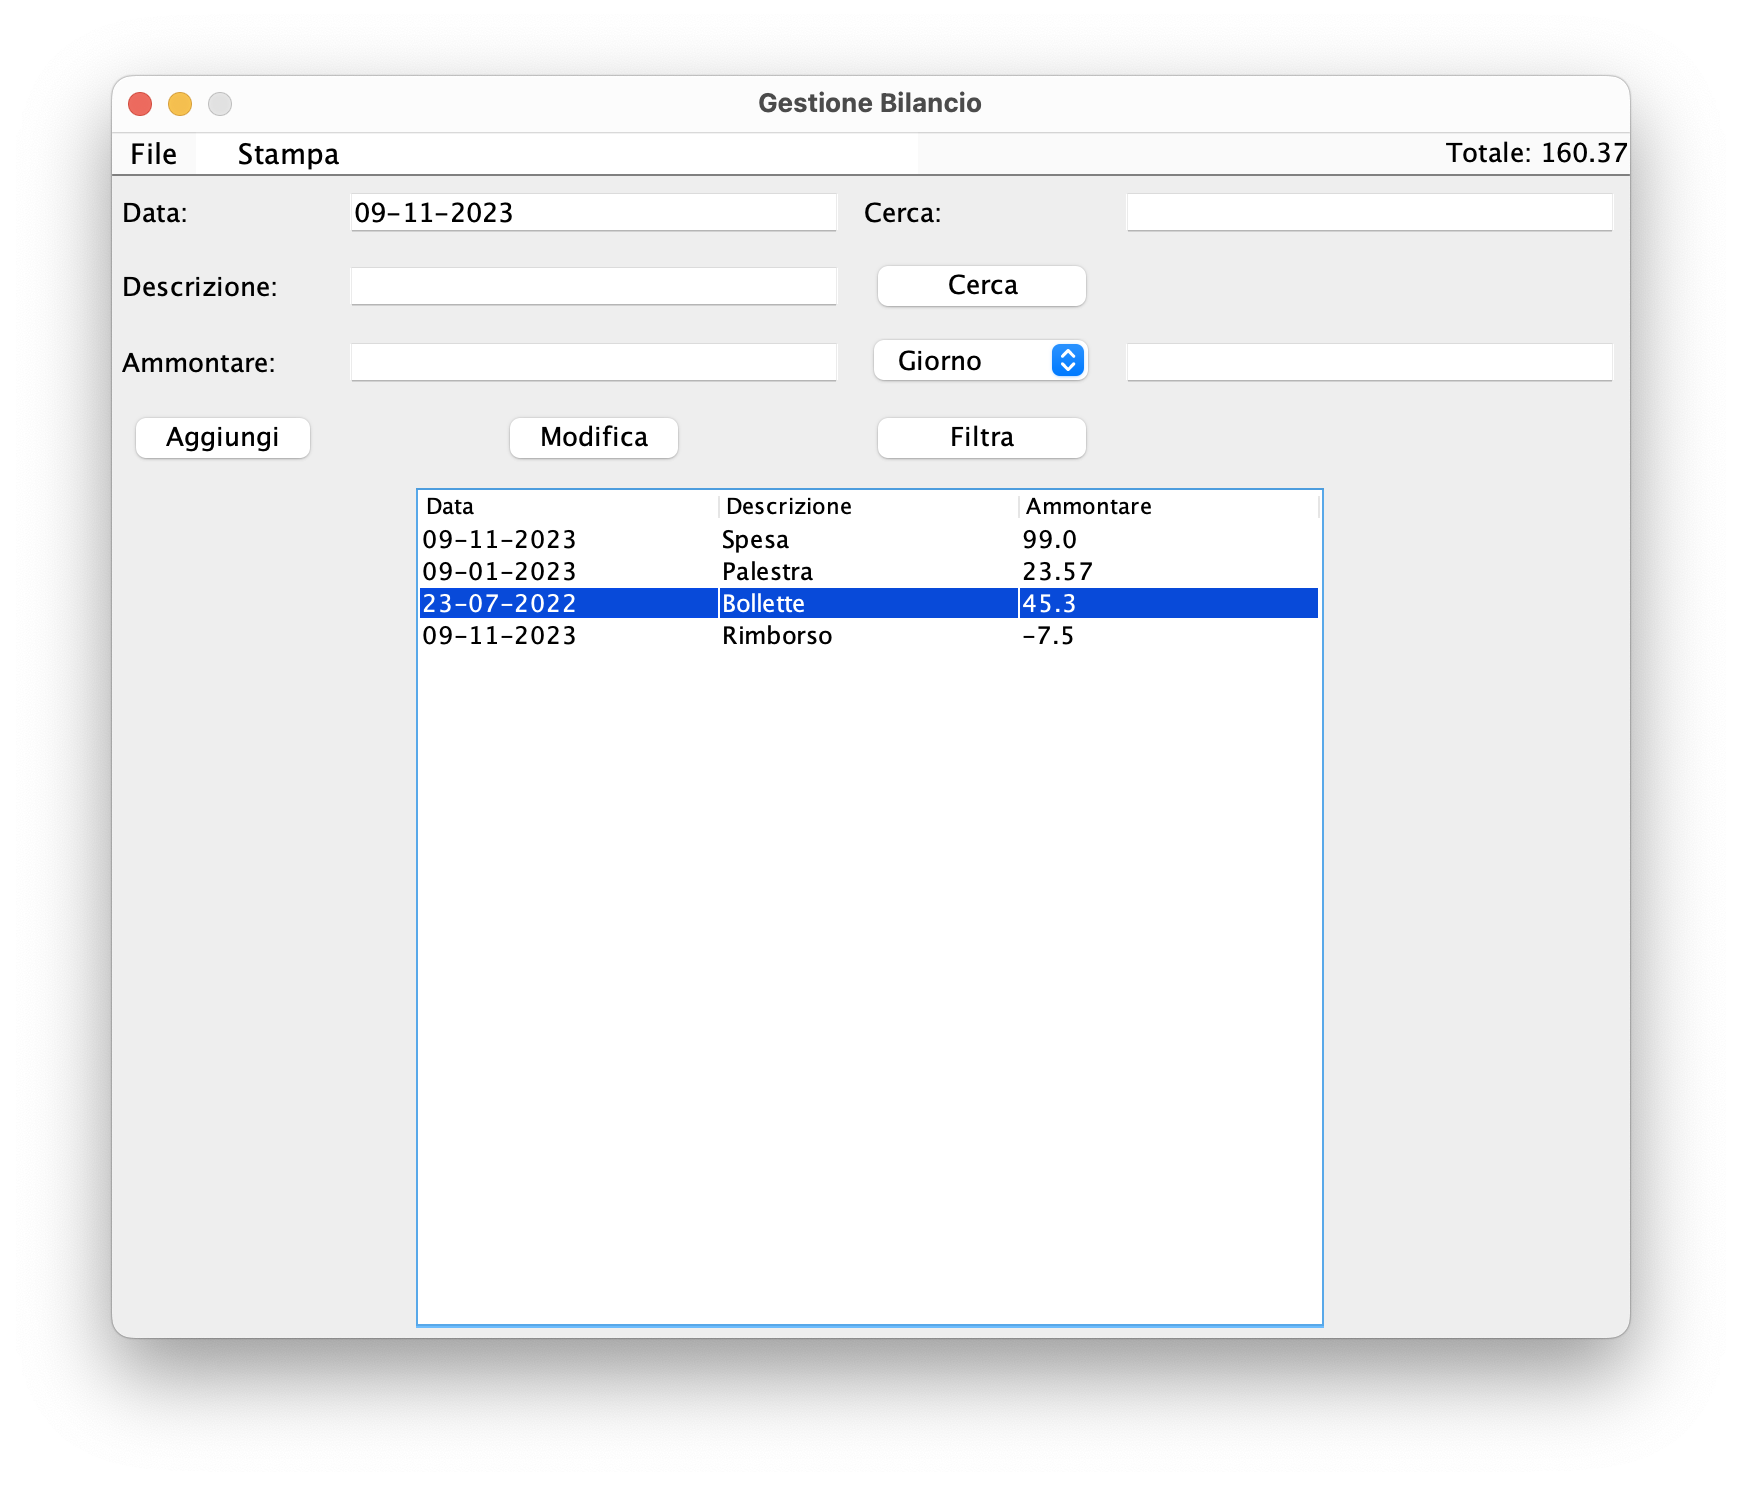 Gestione Bilancio
File Stampa Totale: 160.37
Data: 09-11-2023 Cerca:
Descrizione: Cerca
Ammontare: Giorno
Aggiungi Modifica Filtra
Data Descrizione Ammontare
09-11-2023 Spesa 99.0
09-01-2023 Palestra 23.57
23-07-2022 Bollette 45.3
09-11-2023 Rimborso -7.5